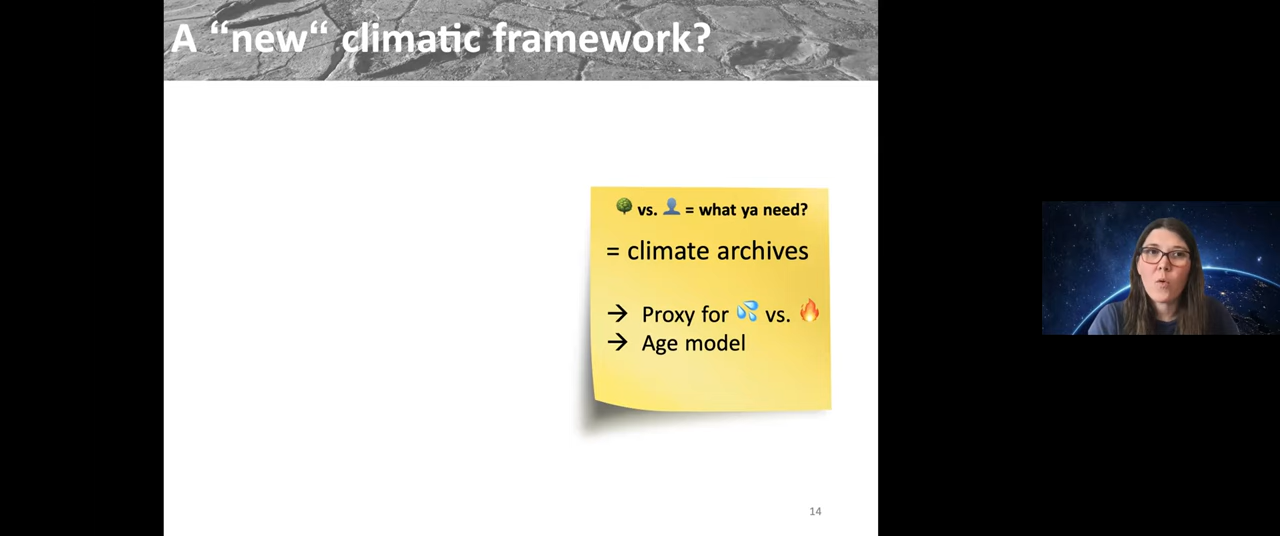 A “new“ climatic framework?
🌳 vs. 👤 = what ya need?
= climate archives
→ Proxy for 💦 vs. 🔥
→ Age model
14